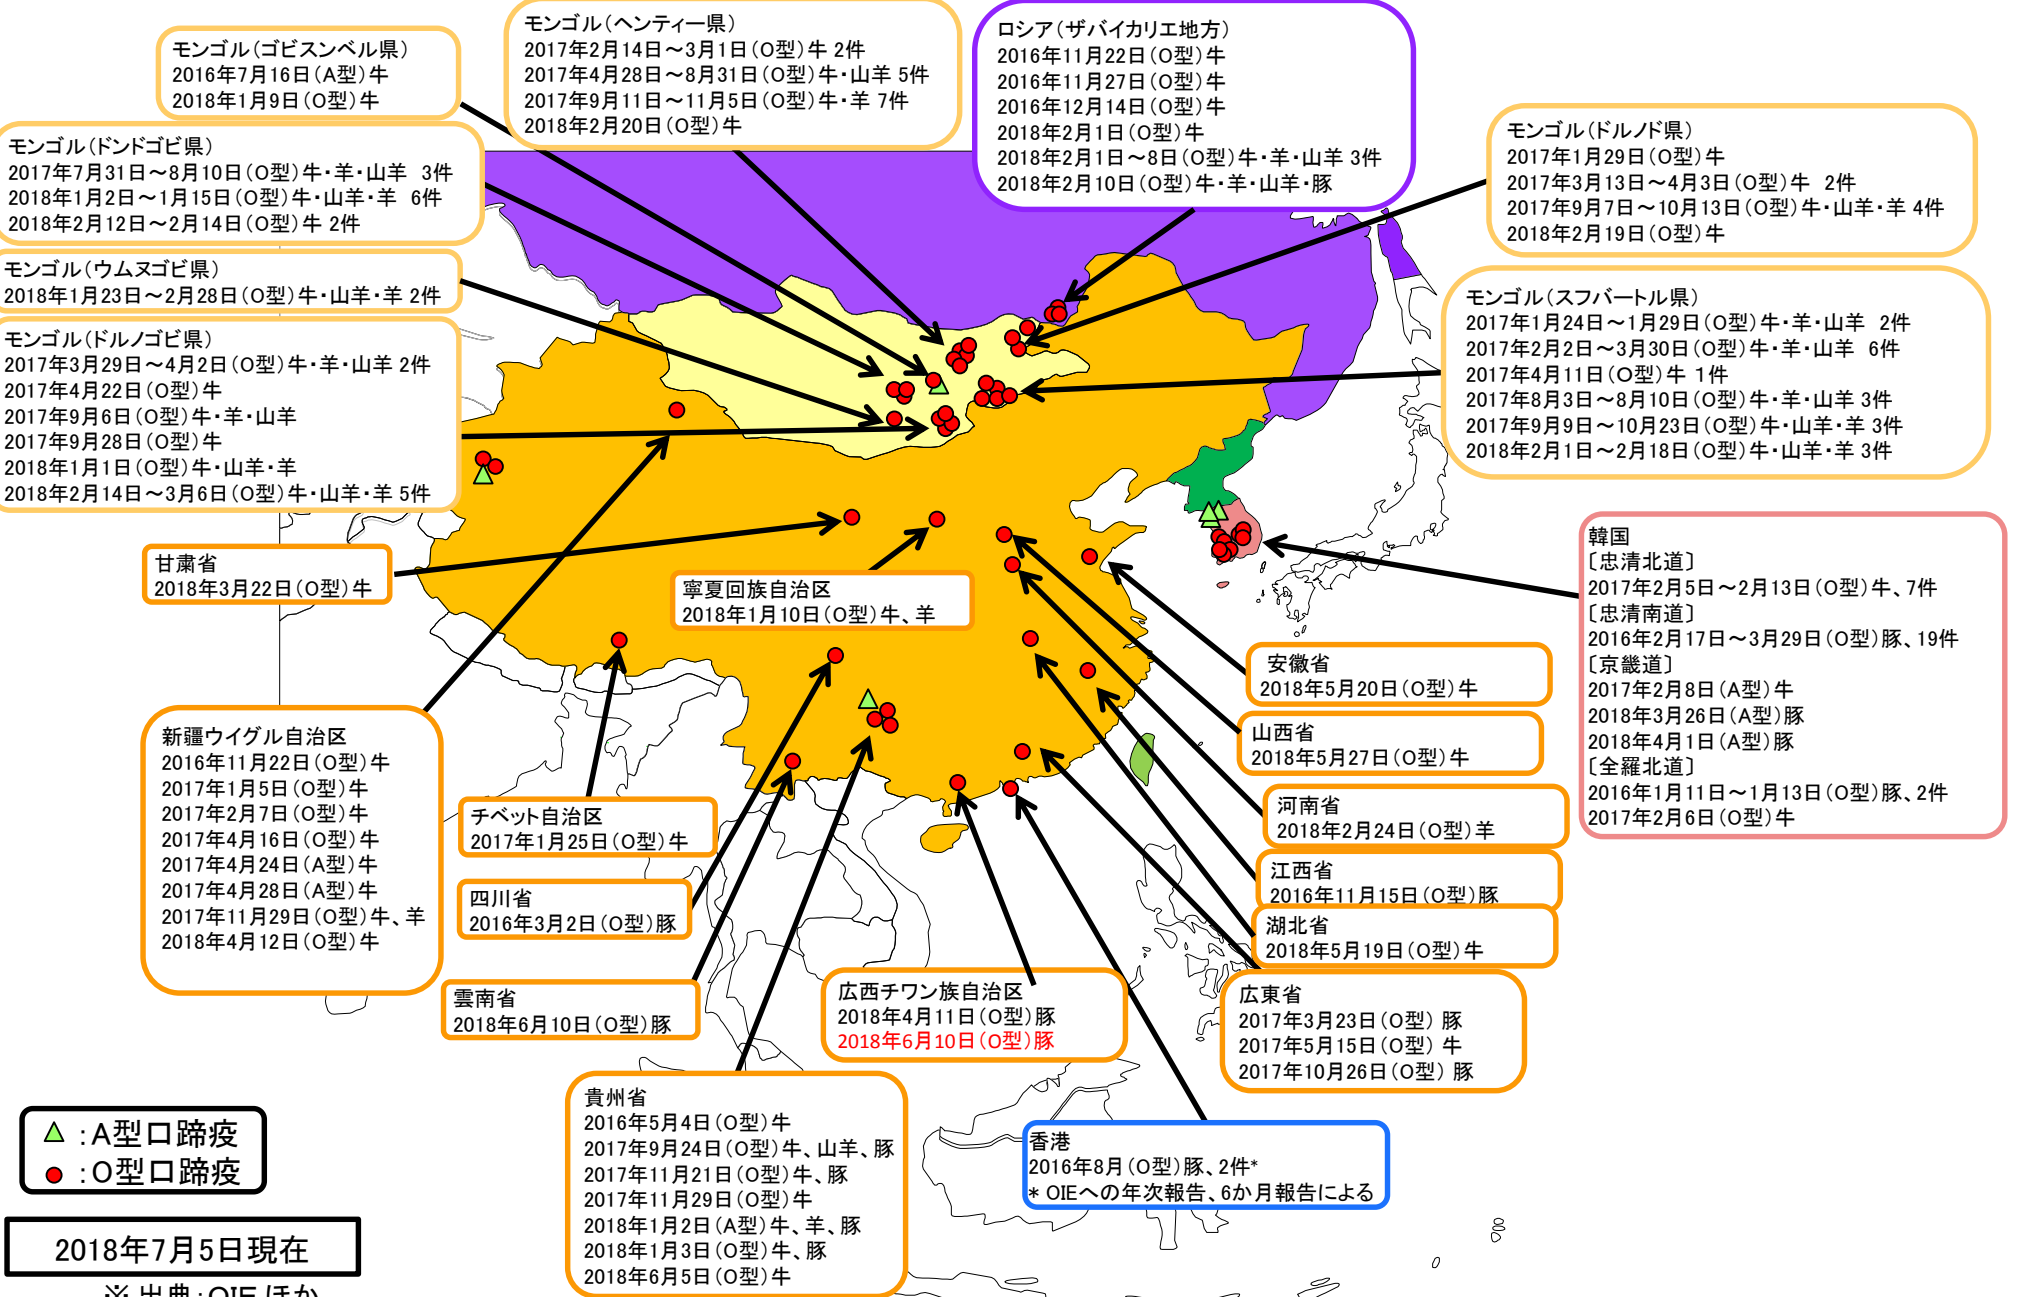 モンゴル（ゴビスンベル県）
2016年7月16日（A型）牛
2018年1月9日（O型）牛
モンゴル（ヘンティー県）
2017年2月14日～3月1日（O型）牛 2件
2017年4月28日～8月31日（O型）牛・山羊 5件
2017年9月11日～11月5日（O型）牛・羊 7件
2018年2月20日（O型）牛
ロシア（ザバイカリエ地方）
2016年11月22日（O型）牛
2016年11月27日（O型）牛
2016年12月14日（O型）牛
2018年2月1日（O型）牛
2018年2月1日～8日（O型）牛・羊・山羊 3件
2018年2月10日（O型）牛・羊・山羊・豚
モンゴル（ドルノド県）
2017年1月29日（O型）牛
2017年3月13日～4月3日（O型）牛 2件
2017年9月7日～10月13日（O型）牛・山羊・羊 4件
2018年2月19日（O型）牛
モンゴル（ドンドゴビ県）
2017年7月31日～8月10日（O型）牛・羊・山羊 3件
2018年1月2日～1月15日（O型）牛・山羊・羊 6件
2018年2月12日～2月14日（O型）牛 2件
モンゴル（ウムヌゴビ県）
2018年1月23日～2月28日（O型）牛・山羊・羊 2件
モンゴル（ドルノゴビ県）
2017年3月29日～4月2日（O型）牛・羊・山羊 2件
2017年4月22日（O型）牛
2017年9月6日（O型）牛・羊・山羊
2017年9月28日（O型）牛
2018年1月1日（O型）牛・山羊・羊
2018年2月14日～3月6日（O型）牛・山羊・羊 5件
モンゴル（スフバートル県）
2017年1月24日～1月29日（O型）牛・羊・山羊 2件
2017年2月2日～3月30日（O型）牛・羊・山羊 6件
2017年4月11日（O型）牛 1件
2017年8月3日～8月10日（O型）牛・羊・山羊 3件
2017年9月9日～10月23日（O型）牛・山羊・羊 3件
2018年2月1日～2月18日（O型）牛・山羊・羊 3件
甘粛省
2018年3月22日（O型）牛
寧夏回族自治区
2018年1月10日（O型）牛、羊
韓国
〔忠清北道〕
2017年2月5日～2月13日（O型）牛、7件
〔忠清南道〕
2016年2月17日～3月29日（O型）豚、19件
〔京畿道〕
2017年2月8日（A型）牛
2018年3月26日（A型）豚
2018年4月1日（A型）豚
〔全羅北道〕
2016年1月11日～1月13日（O型）豚、2件
2017年2月6日（O型）牛
安徽省
2018年5月20日（O型）牛
山西省
2018年5月27日（O型）牛
河南省
2018年2月24日（O型）羊
江西省
2016年11月15日（O型）豚
湖北省
2018年5月19日（O型）牛
広東省
2017年3月23日（O型） 豚
2017年5月15日（O型） 牛
2017年10月26日（O型） 豚
新疆ウイグル自治区
2016年11月22日（O型）牛
2017年1月5日（O型）牛
2017年2月7日（O型）牛
2017年4月16日（O型）牛
2017年4月24日（A型）牛
2017年4月28日（A型）牛
2017年11月29日（O型）牛、羊
2018年4月12日（O型）牛
チベット自治区
2017年1月25日（O型）牛
四川省
2016年3月2日（O型）豚
雲南省
2018年6月10日（O型）豚
広西チワン族自治区
2018年4月11日（O型）豚
2018年6月10日（O型）豚
貴州省
2016年5月4日（O型）牛
2017年9月24日（O型）牛、山羊、豚
2017年11月21日（O型）牛、豚
2017年11月29日（O型）牛
2018年1月2日（A型）牛、羊、豚
2018年1月3日（O型）牛、豚
2018年6月5日（O型）牛
香港
2016年8月（O型）豚、2件*
* OIEへの年次報告、6か月報告による
：A型口蹄疫
：O型口蹄疫
2018年7月5日現在
※ 出典：OIE ほか